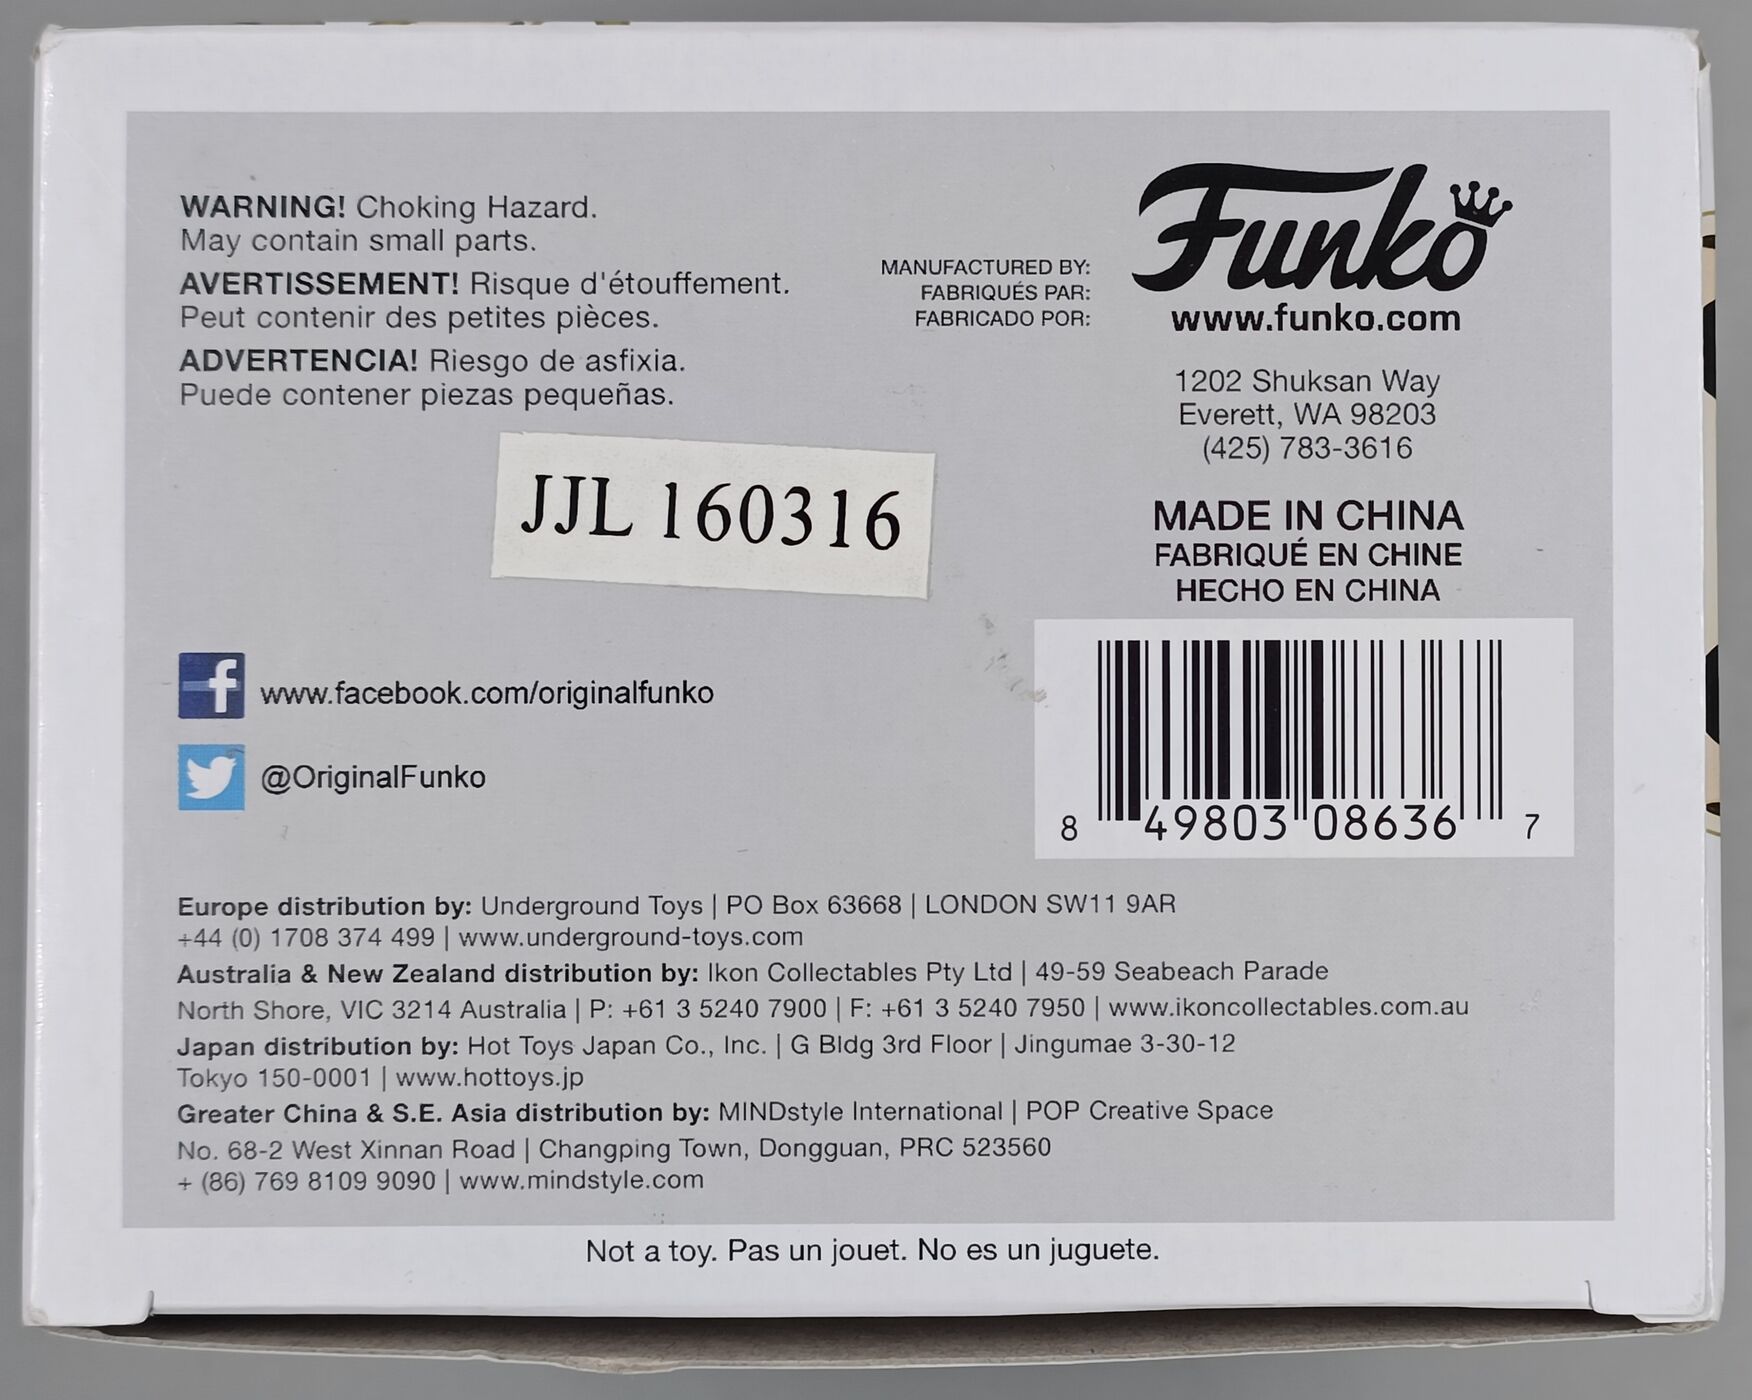 WARNING! Choking Hazard.
May contain small parts.
AVERTISSEMENT! Risque d'étouffement.
Peut contenir des petites pièces.
ADVERTENCIA! Riesgo de asfixia.
Puede contener piezas pequeñas.
MANUFACTURED BY:
FABRIQUÉS PAR:
FABRICADO POR:
Funko
www.funko.com
1202 Shuksan Way
Everett, WA 98203
(425) 783-3616
MADE IN CHINA
FABRIQUÉ EN CHINE
HECHO EN CHINA
JJL 160316
f www.facebook.com/originalfunko
@OriginalFunko
8 49803 08636 7
Europe distribution by: Underground Toys | PO Box 63668 | LONDON SW11 9AR
+44 (0) 1708 374 499 | www.underground-toys.com
Australia & New Zealand distribution by: Ikon Collectables Pty Ltd | 49-59 Seabeach Parade
North Shore, VIC 3214 Australia | P: +61 3 5240 7900 | F: +61 3 5240 7950 | www.ikoncollectables.com.au
Japan distribution by: Hot Toys Japan Co., Inc. | G Bldg 3rd Floor | Jingumae 3-30-12
Tokyo 150-0001 | www.hottoys.jp
Greater China & S.E. Asia distribution by: MINDstyle International | POP Creative Space
No. 68-2 West Xinnan Road | Changping Town, Dongguan, PRC 523560
+ (86) 769 8109 9090 | www.mindstyle.com
Not a toy. Pas un jouet. No es un juguete.